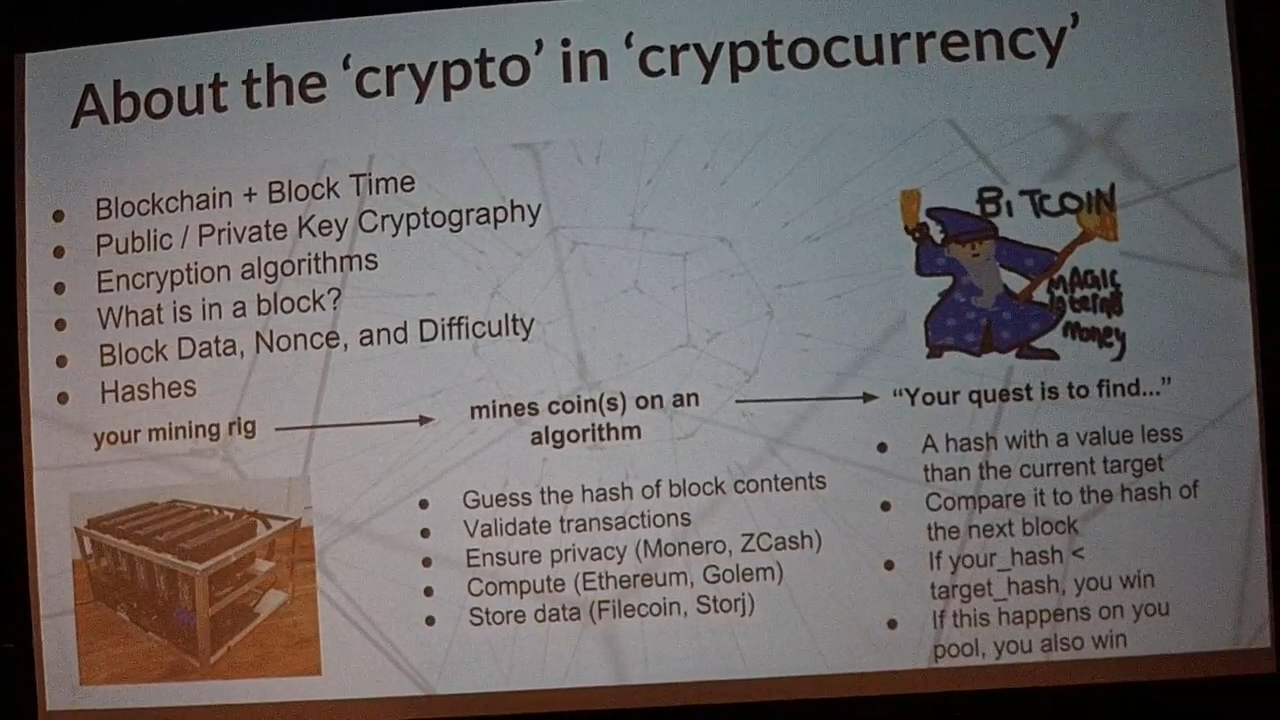 About the ‘crypto’ in ‘cryptocurrency’
Blockchain + Block Time
Public / Private Key Cryptography
Encryption algorithms
What is in a block?
Block Data, Nonce, and Difficulty
Hashes
BiTCOIN
MAGIC
Money
your mining rig
mines coin(s) on an
algorithm
“Your quest is to find...”
Guess the hash of block contents
Validate transactions
Ensure privacy (Monero, ZCash)
Compute (Ethereum, Golem)
Store data (Filecoin, Storj)
A hash with a value less
than the current target
Compare it to the hash of
the next block
If your_hash <
target_hash, you win
If this happens on you
pool, you also win